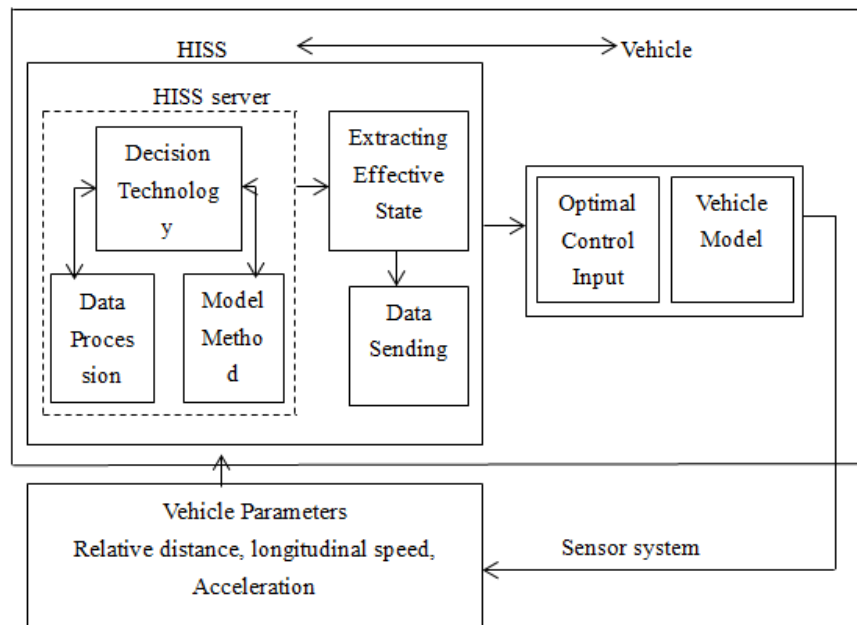 HISS
Vehicle
HISS server
Decision
Technolog
y
Extracting
Effective
State
Optimal
Control
Input
Vehicle
Model
Data
Proces
sion
Model
Metho
d
Data
Sending
Vehicle Parameters
Relative distance, longitudinal speed,
Acceleration
Sensor system